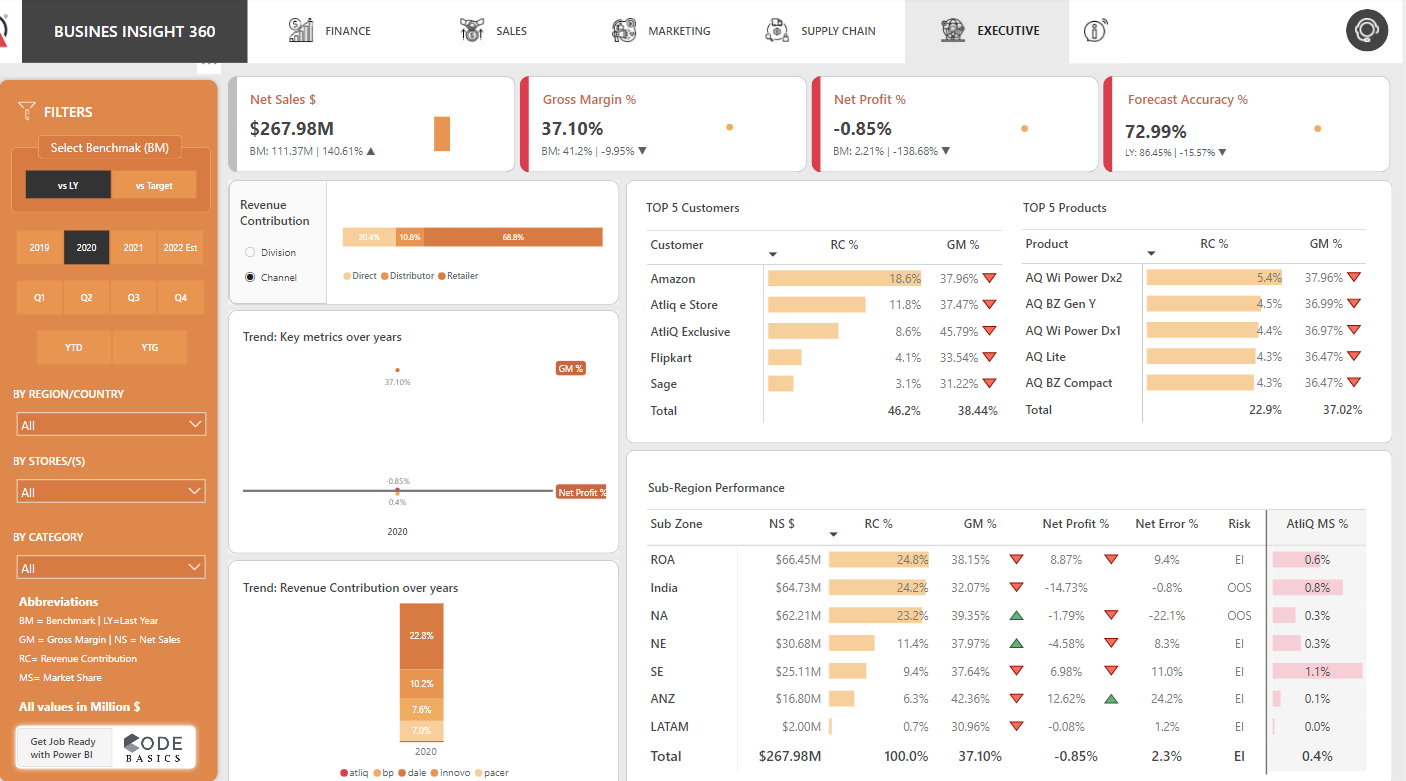 BUSINES INSIGHT 360
FINANCE
SALES
MARKETING
SUPPLY CHAIN
EXECUTIVE
FILTERS
Select Benchmak (BM)
vs LY
vs Target
2019
2020
2021
2022 Est
Q1
Q2
Q3
Q4
YTD
YTG
BY REGION/COUNTRY
All
BY STORES/(S)
All
BY CATEGORY
All
Abbreviations
BM = Benchmark | LY=Last Year
GM = Gross Margin | NS = Net Sales
RC= Revenue Contribution
MS= Market Share
All values in Million $
Get Job Ready
with Power BI
CODE
BASICS
Net Sales $
$267.98M
BM: 111.37M | 140.61% ▲
Gross Margin %
37.10%
BM: 41.2% | -9.95% ▼
Net Profit %
-0.85%
BM: 2.21% | -138.68% ▼
Forecast Accuracy %
72.99%
LY: 86.45% | -15.57% ▼
Revenue
Contribution
Division
Channel
20.4% 10.8% 68.8%
Direct Distributor Retailer
Trend: Key metrics over years
GM %
37.10%
-0.85%
Net Profit %
0.4%
2020
Trend: Revenue Contribution over years
22.8%
10.2%
7.6%
7.0%
2020
atliq bp dale innovo pacer
TOP 5 Customers
Customer RC % GM %
Amazon 18.6% 37.96%
Atliq e Store 11.8% 37.47%
AtliQ Exclusive 8.6% 45.79%
Flipkart 4.1% 33.54%
Sage 3.1% 31.22%
Total 46.2% 38.44%
TOP 5 Products
Product RC % GM %
AQ Wi Power Dx2 5.4% 37.96%
AQ BZ Gen Y 4.5% 36.99%
AQ Wi Power Dx1 4.4% 36.97%
AQ Lite 4.3% 36.47%
AQ BZ Compact 4.3% 36.47%
Total 22.9% 37.02%
Sub-Region Performance
Sub Zone NS $ RC % GM % Net Profit % Net Error % Risk AtliQ MS %
ROA $66.45M 24.8% 38.15% 8.87% 9.4% EI 0.6%
India $64.73M 24.2% 32.07% -14.73% -0.8% OOS 0.8%
NA $62.21M 23.2% 39.35% -1.79% -22.1% OOS 0.3%
NE $30.68M 11.4% 37.97% -4.58% 8.3% EI 0.3%
SE $25.11M 9.4% 37.64% 6.98% 11.0% EI 1.1%
ANZ $16.80M 6.3% 42.36% 12.62% 24.2% EI 0.1%
LATAM $2.00M 0.7% 30.96% -0.08% 1.2% EI 0.0%
Total $267.98M 100.0% 37.10% -0.85% 2.3% EI 0.4%